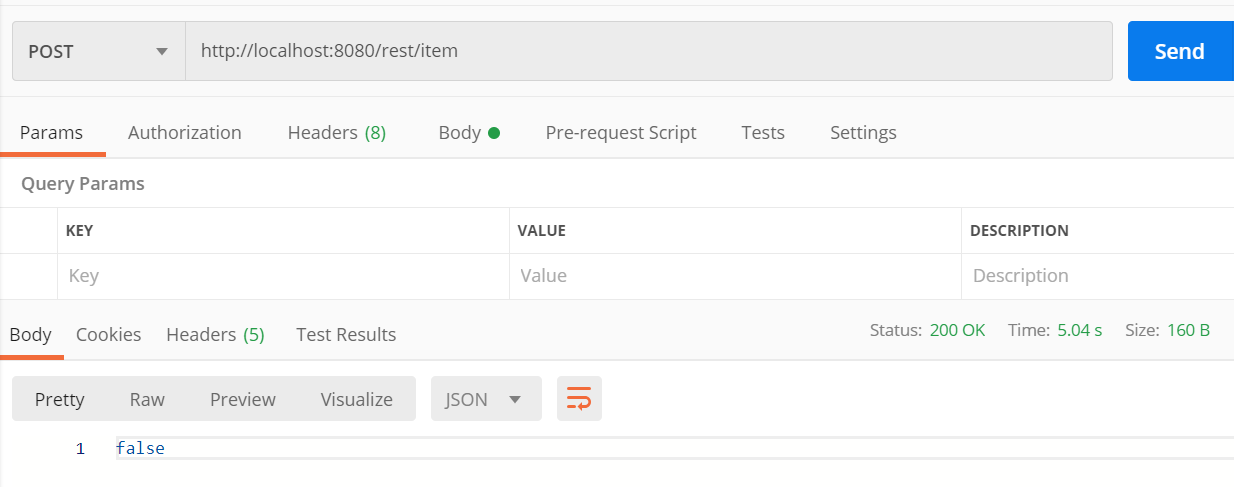 POST http://localhost:8080/rest/item Send
Params Authorization Headers (8) Body Pre-request Script Tests Settings
Query Params
KEY VALUE DESCRIPTION
Key Value Description
Body Cookies Headers (5) Test Results Status: 200 OK Time: 5.04 s Size: 160 B
Pretty Raw Preview Visualize JSON
1 false